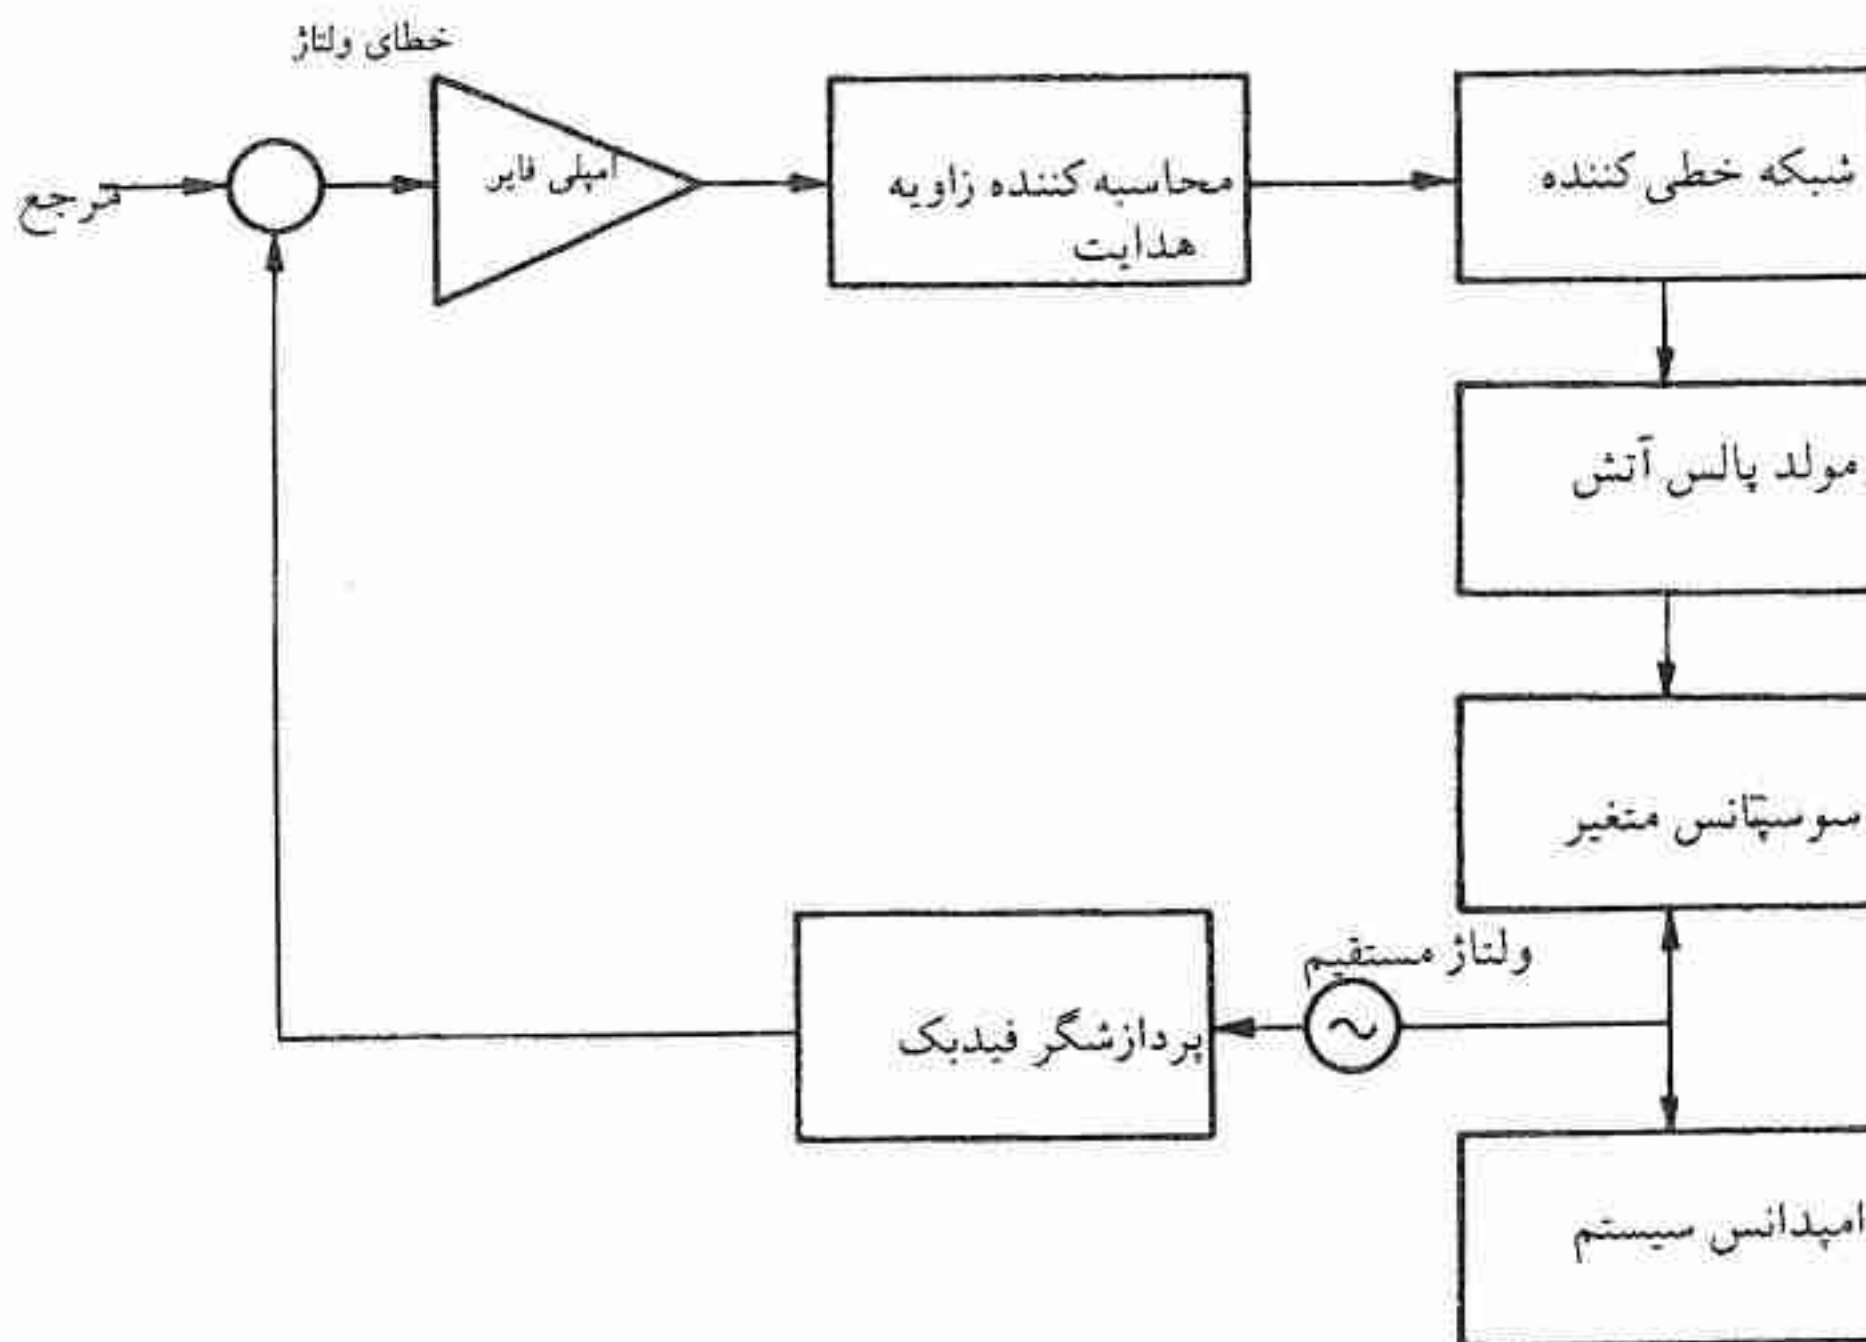 خطای ولتاژ
مرجع
امپلی فایر
محاسبه کننده زاویه
هدایت
شبکه خطی کننده
مولد پالس آتش
سوسپتانس متغیر
ولتاژ مستقیم
پردازشگر فیدبک
امپدانس سیستم